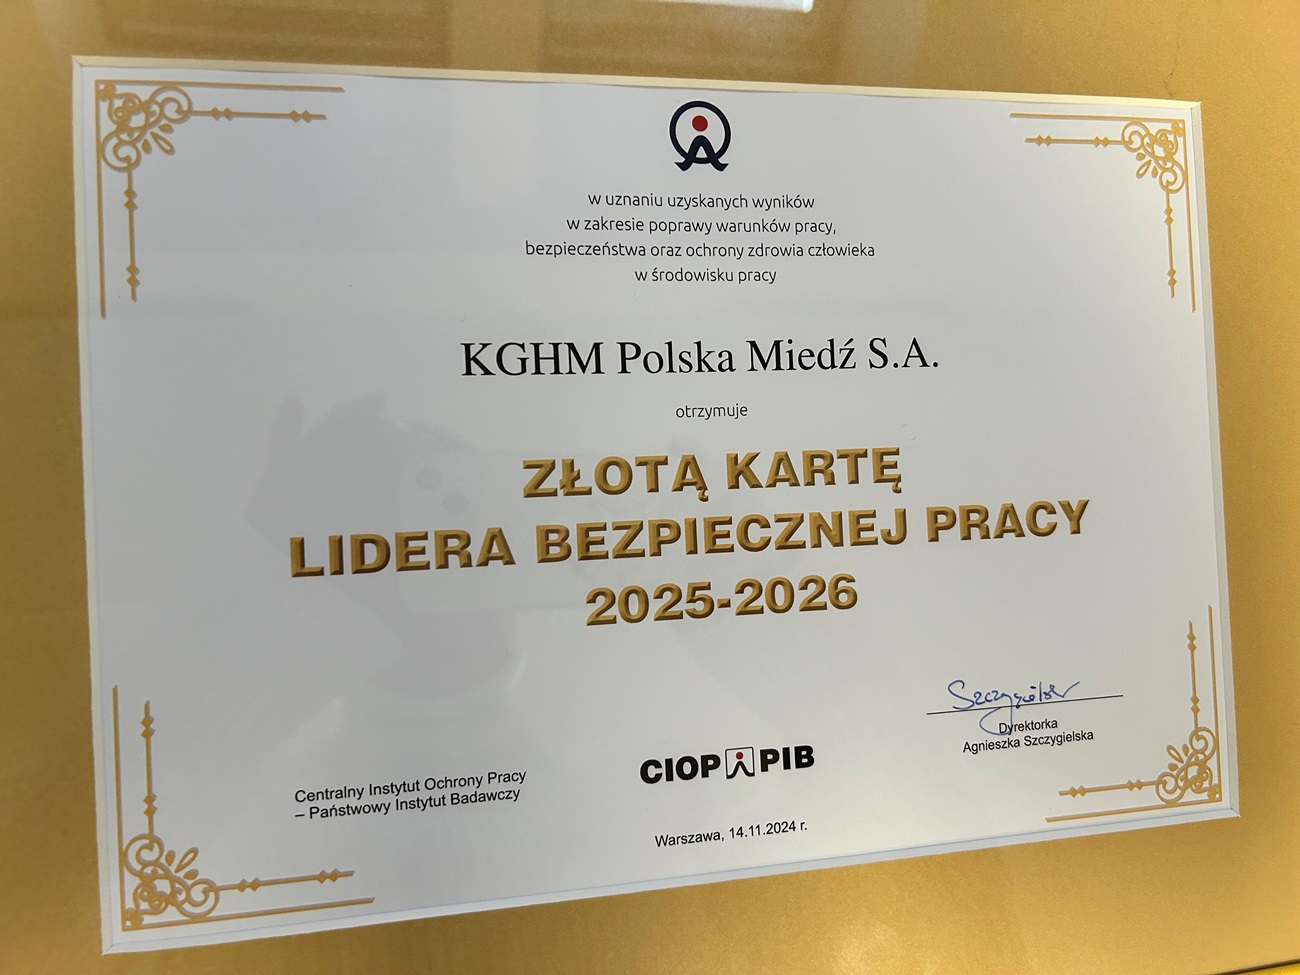 w uznaniu uzyskanych wyników
w zakresie poprawy warunków pracy,
bezpieczeństwa oraz ochrony zdrowia człowieka
w środowisku pracy
KGHM Polska Miedź S.A.
otrzymuje
ZŁOTĄ KARTĘ
LIDERA BEZPIECZNEJ PRACY
2025-2026
Szczygielska
Dyrektorka
Agnieszka Szczygielska
Centralny Instytut Ochrony Pracy
– Państwowy Instytut Badawczy
CIOP PIB
Warszawa, 14.11.2024 r.